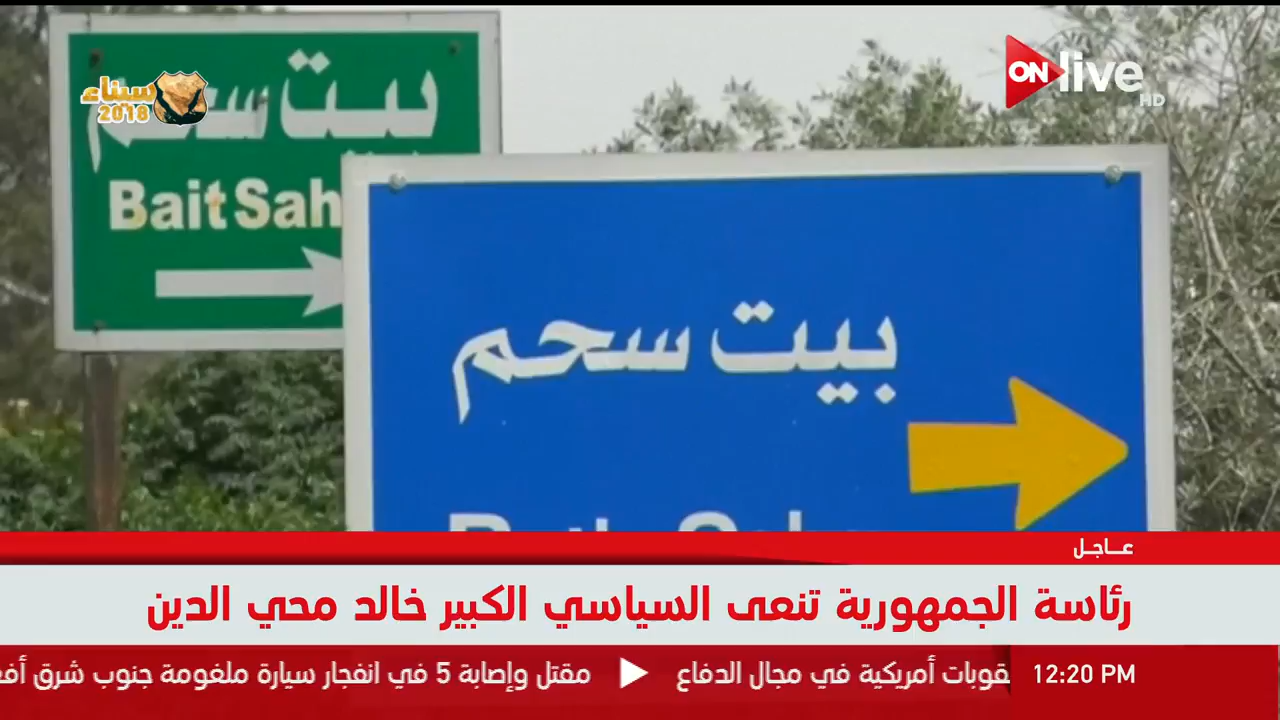 سيناء
2018
ON live
HD
بيت سحم
Bait Sah
بيت سحم
عاجل
رئاسة الجمهورية تنعى السياسي الكبير خالد محي الدين
12:20 PM
في مجال الدفاع أمريكية
مقتل وإصابة 5 في انفجار سيارة ملغومة جنوب شرق